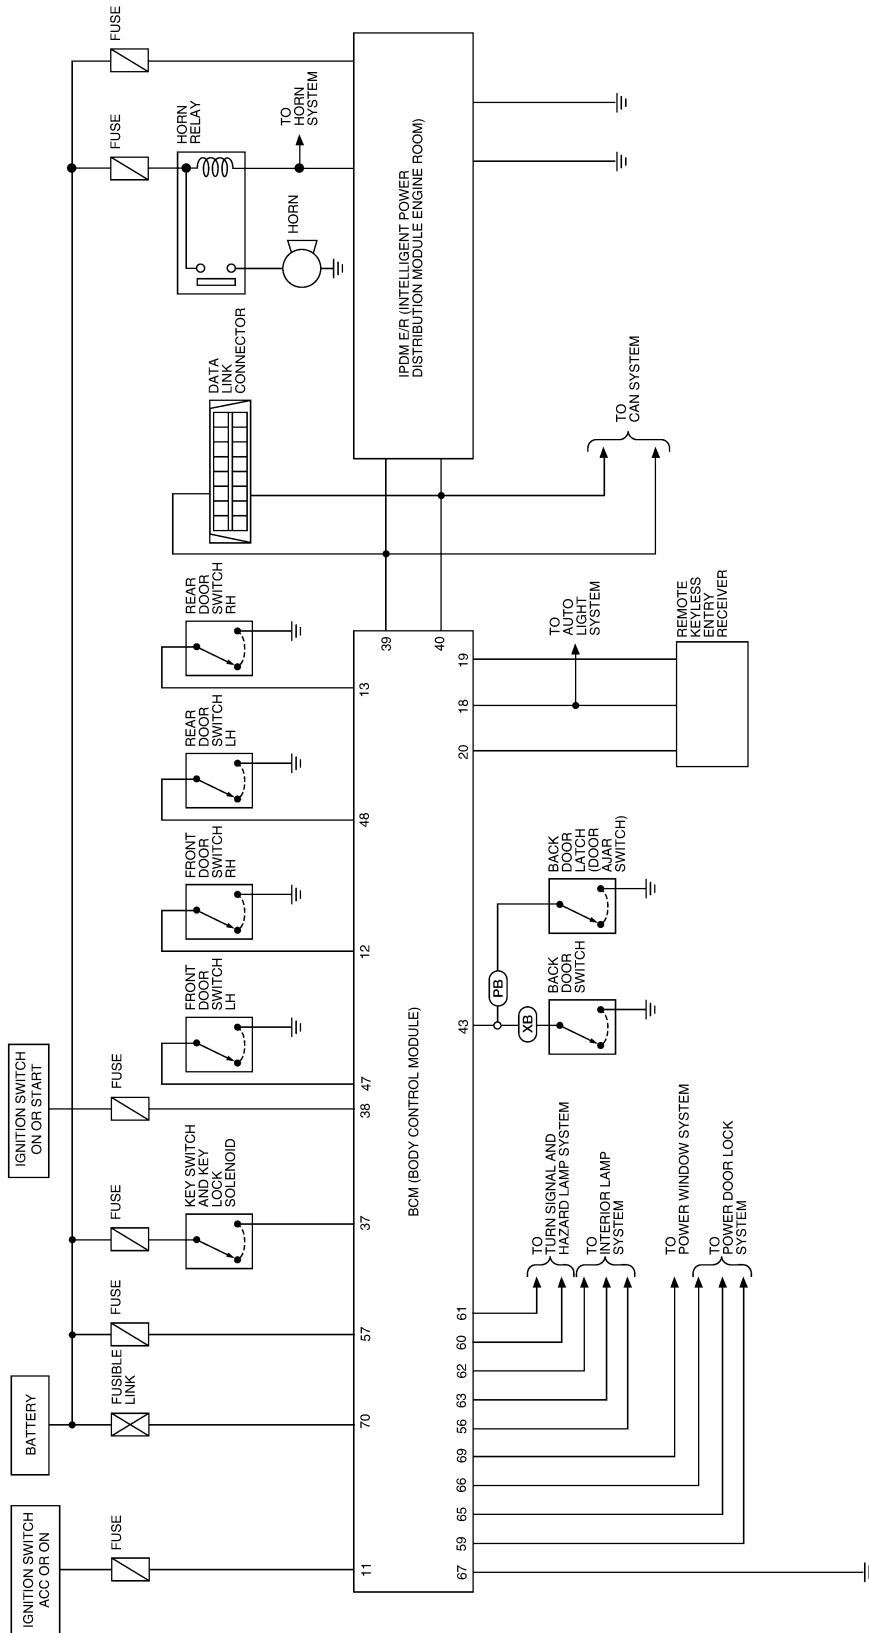 IGNITION SWITCH
ACC OR ON
FUSE
11
BATTERY
FUSIBLE
LINK
70
FUSE
57
FUSE
KEY SWITCH
AND KEY
LOCK
SOLENOID
37
IGNITION SWITCH
ON OR START
FUSE
38
FRONT
DOOR
SWITCH
LH
47
FRONT
DOOR
SWITCH
RH
12
REAR
DOOR
SWITCH
LH
48
REAR
DOOR
SWITCH
RH
13
DATA
LINK
CONNECTOR
FUSE
HORN
RELAY
TO
HORN
SYSTEM
HORN
FUSE
IPDM E/R (INTELLIGENT POWER
DISTRIBUTION MODULE ENGINE ROOM)
39
40
BCM (BODY CONTROL MODULE)
67
59
65
66
69
56
63
62
60
61
43
20
18
19
TO
TURN SIGNAL AND
HAZARD LAMP SYSTEM
TO
INTERIOR LAMP
SYSTEM
TO
POWER WINDOW SYSTEM
TO
POWER DOOR LOCK
SYSTEM
PB
XB
BACK
DOOR
SWITCH
BACK
DOOR
LATCH
(DOOR
AJAR
SWITCH)
TO
AUTO
LIGHT
SYSTEM
REMOTE
KEYLESS
ENTRY
RECEIVER
TO
CAN SYSTEM